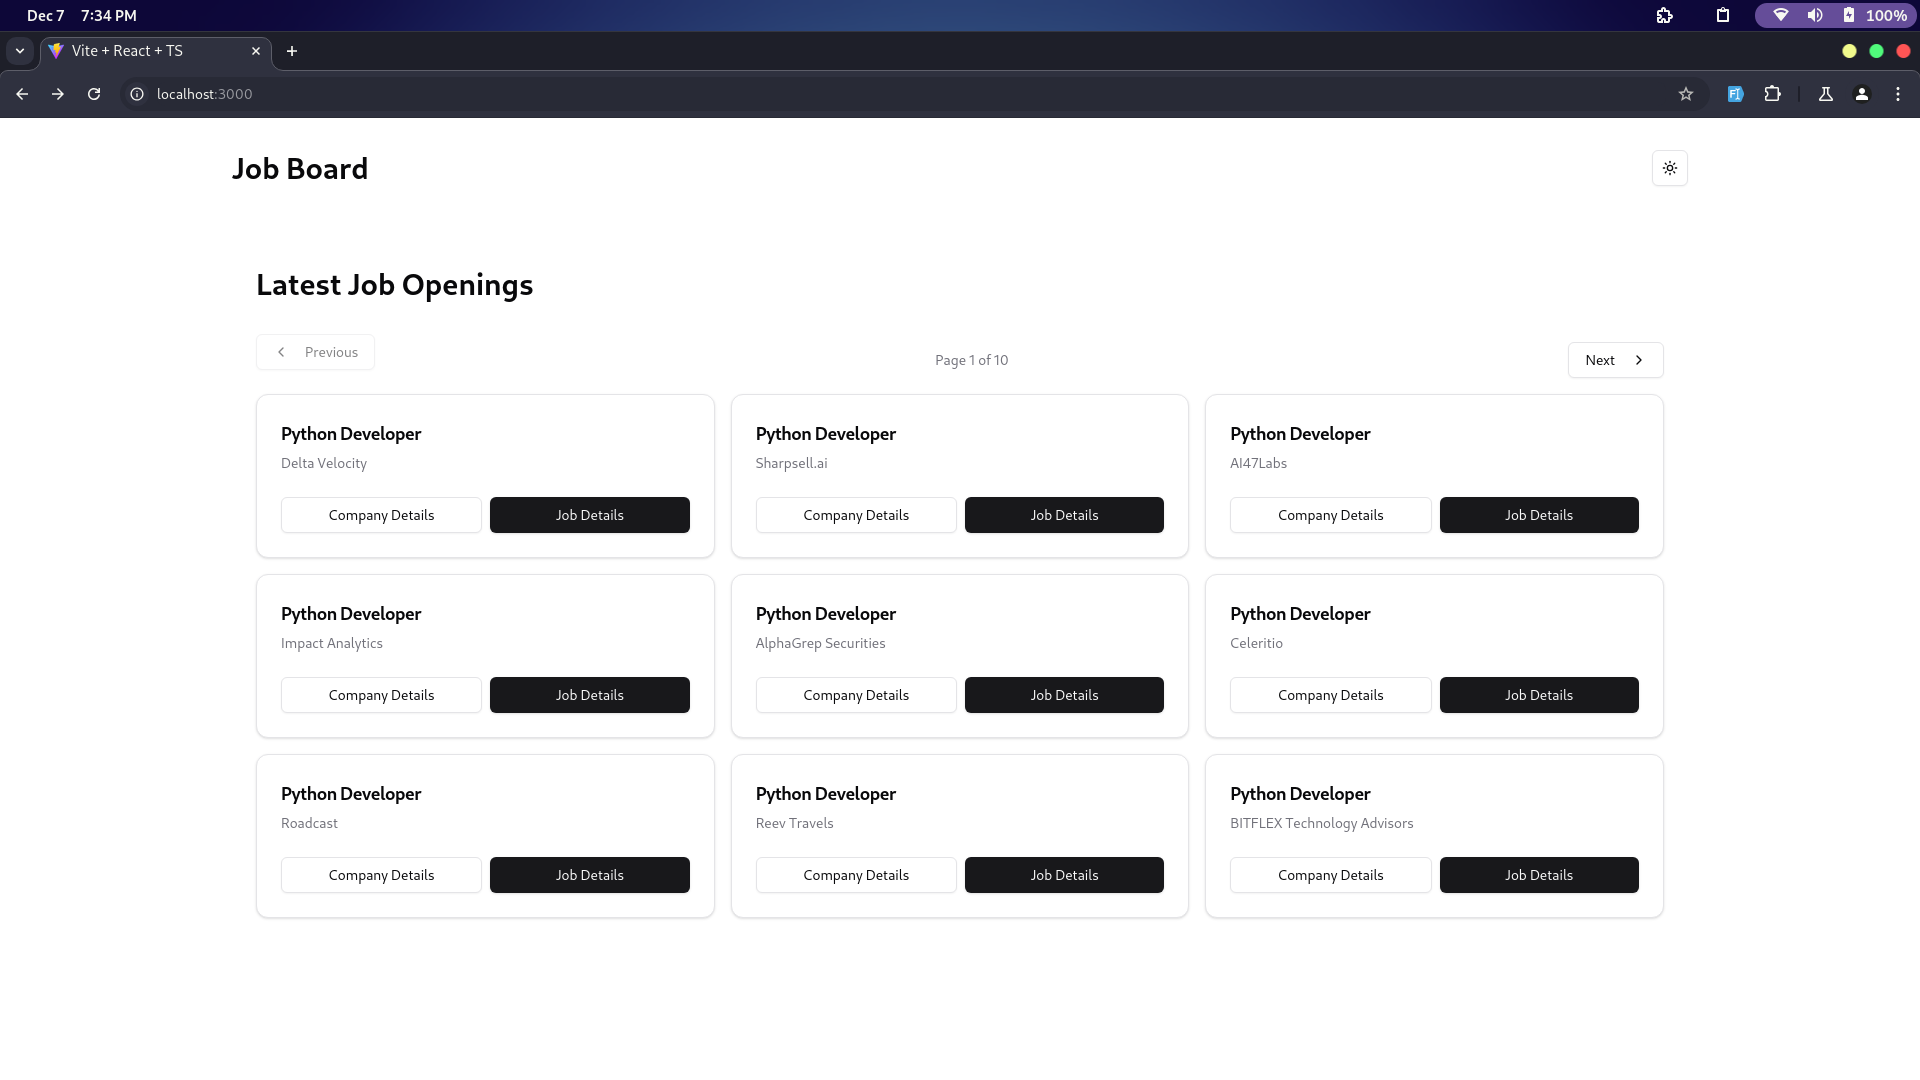 Dec 7 7:34 PM 100%
Vite + React + TS
localhost:3000
Job Board
Latest Job Openings
Previous Page 1 of 10 Next
Python Developer Python Developer Python Developer
Delta Velocity Sharpsell.ai AI47Labs
Company Details Job Details Company Details Job Details Company Details Job Details
Python Developer Python Developer Python Developer
Impact Analytics AlphaGrep Securities Celeritio
Company Details Job Details Company Details Job Details Company Details Job Details
Python Developer Python Developer Python Developer
Roadcast Reev Travels BITFLEX Technology Advisors
Company Details Job Details Company Details Job Details Company Details Job Details